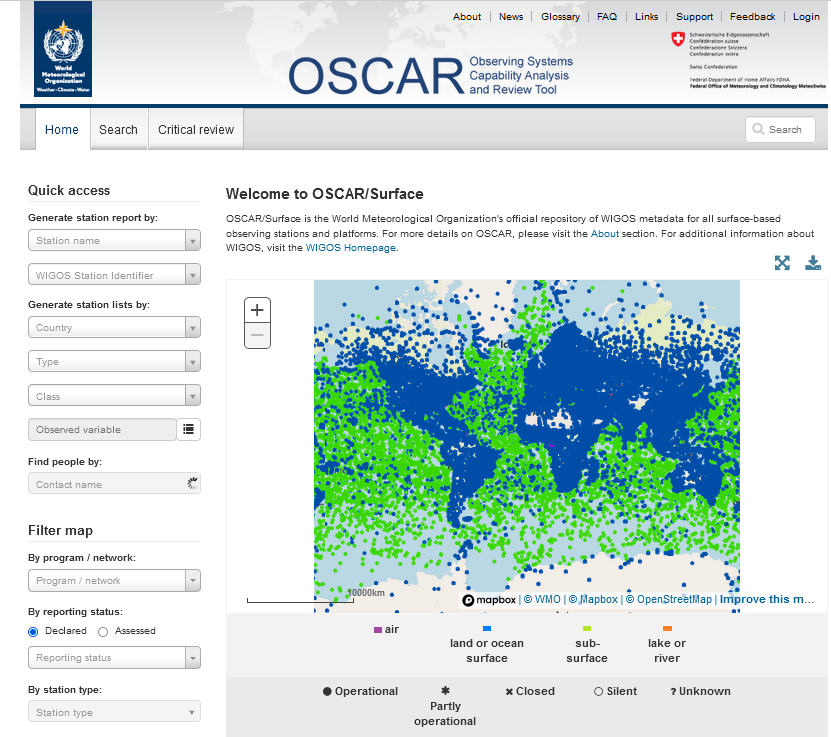 About
News
Glossary
FAQ
Links
Support
Feedback
Login
World
Meteorological
Organization
Weather · Climate · Water
OSCAR
Observing Systems
Capability Analysis
and Review Tool
Schweizerische Eidgenossenschaft
Confédération suisse
Confederazione Svizzera
Confederaziun svizra
Swiss Confederation
Federal Department of Home Affairs FDHA
Federal Office of Meteorology and Climatology MeteoSwiss
Home
Search
Critical review
Search
Quick access
Generate station report by:
Station name
WIGOS Station Identifier
Generate station lists by:
Country
Type
Class
Observed variable
Find people by:
Contact name
Filter map
By program / network:
Program / network
By reporting status:
Declared
Assessed
Reporting status
By station type:
Station type
Welcome to OSCAR/Surface
OSCAR/Surface is the World Meteorological Organization's official repository of WIGOS metadata for all surface-based
observing stations and platforms. For more details on OSCAR, please visit the About section. For additional information about
WIGOS, visit the WIGOS Homepage.
+
−
10000km
mapbox | © WMO | © Mapbox | © OpenStreetMap | Improve this m...
air
land or ocean
surface
sub-
surface
lake or
river
Operational
Partly
operational
Closed
Silent
? Unknown